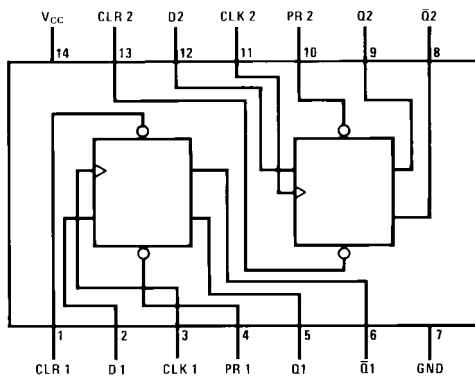 VCC CLR 2 D2 CLK 2 PR 2 Q2 Q̅2
14 13 12 11 10 9 8
1 2 3 4 5 6 7
CLR 1 D1 CLK 1 PR 1 Q1 Q̅1 GND